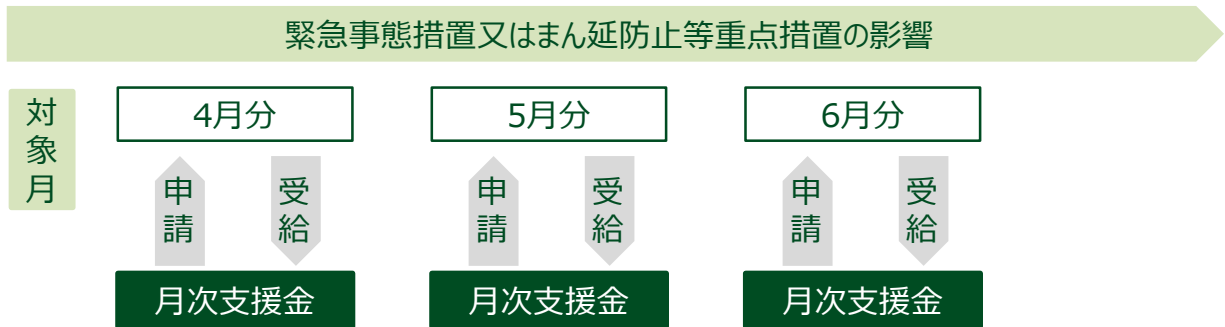 緊急事態措置又はまん延防止等重点措置の影響
対象月
4月分
5月分
6月分
申請
受給
申請
受給
申請
受給
月次支援金
月次支援金
月次支援金